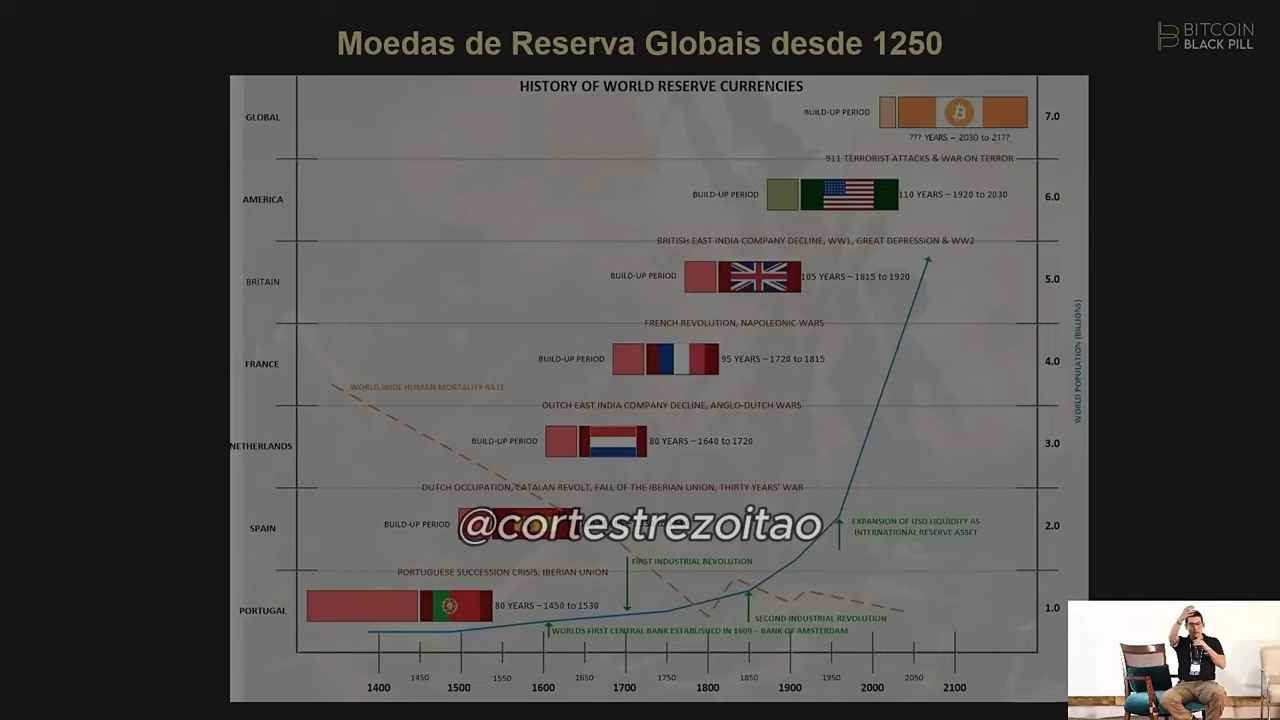 Moedas de Reserva Globais desde 1250
BITCOIN
BLACK PILL
HISTORY OF WORLD RESERVE CURRENCIES
GLOBAL
BUILD-UP PERIOD
7.0
??? YEARS – 2030 to 21??
911 TERRORIST ATTACKS & WAR ON TERROR
AMERICA
BUILD-UP PERIOD
110 YEARS – 1920 to 2030
6.0
BRITISH EAST INDIA COMPANY DECLINE, WW1, GREAT DEPRESSION & WW2
BRITAIN
BUILD-UP PERIOD
105 YEARS – 1815 to 1920
5.0
FRENCH REVOLUTION, NAPOLEONIC WARS
FRANCE
BUILD-UP PERIOD
95 YEARS – 1720 to 1815
4.0
WORLD POPULATION (BILLIONS)
WORLD WIDE HUMAN MORTALITY RATE
DUTCH EAST INDIA COMPANY DECLINE, ANGLO-DUTCH WARS
NETHERLANDS
BUILD-UP PERIOD
80 YEARS – 1640 to 1720
3.0
DUTCH OCCUPATION, CATALAN REVOLT, FALL OF THE IBERIAN UNION, THIRTY YEARS' WAR
SPAIN
BUILD-UP PERIOD
@cortestrezoitao
2.0
EXPANSION OF USD LIQUIDITY AS
INTERNATIONAL RESERVE ASSET
FIRST INDUSTRIAL REVOLUTION
PORTUGUESE SUCCESSION CRISIS, IBERIAN UNION
PORTUGAL
80 YEARS – 1450 to 1530
1.0
SECOND INDUSTRIAL REVOLUTION
WORLDS FIRST CENTRAL BANK ESTABLISHED IN 1609 – BANK OF AMSTERDAM
1400 1450 1500 1550 1600 1650 1700 1750 1800 1850 1900 1950 2000 2050 2100